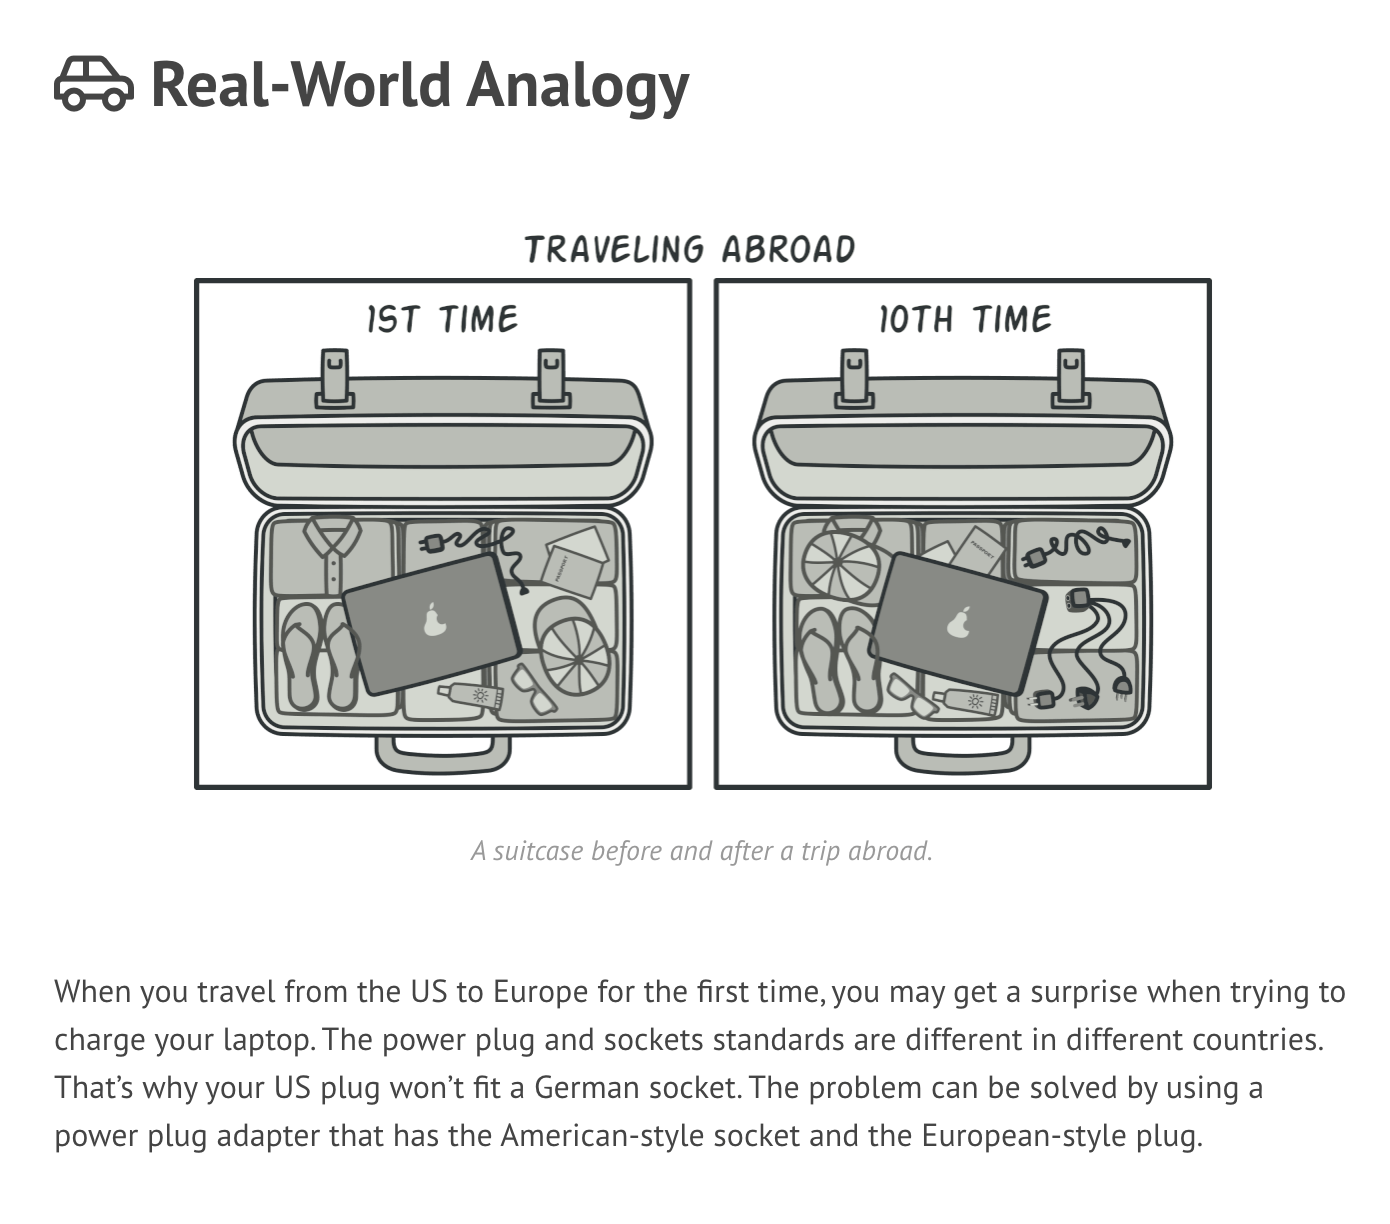 Real-World Analogy
TRAVELING ABROAD
1ST TIME
10TH TIME
PASSPORT
PASSPORT
A suitcase before and after a trip abroad.
When you travel from the US to Europe for the first time, you may get a surprise when trying to
charge your laptop. The power plug and sockets standards are different in different countries.
That’s why your US plug won’t fit a German socket. The problem can be solved by using a
power plug adapter that has the American-style socket and the European-style plug.